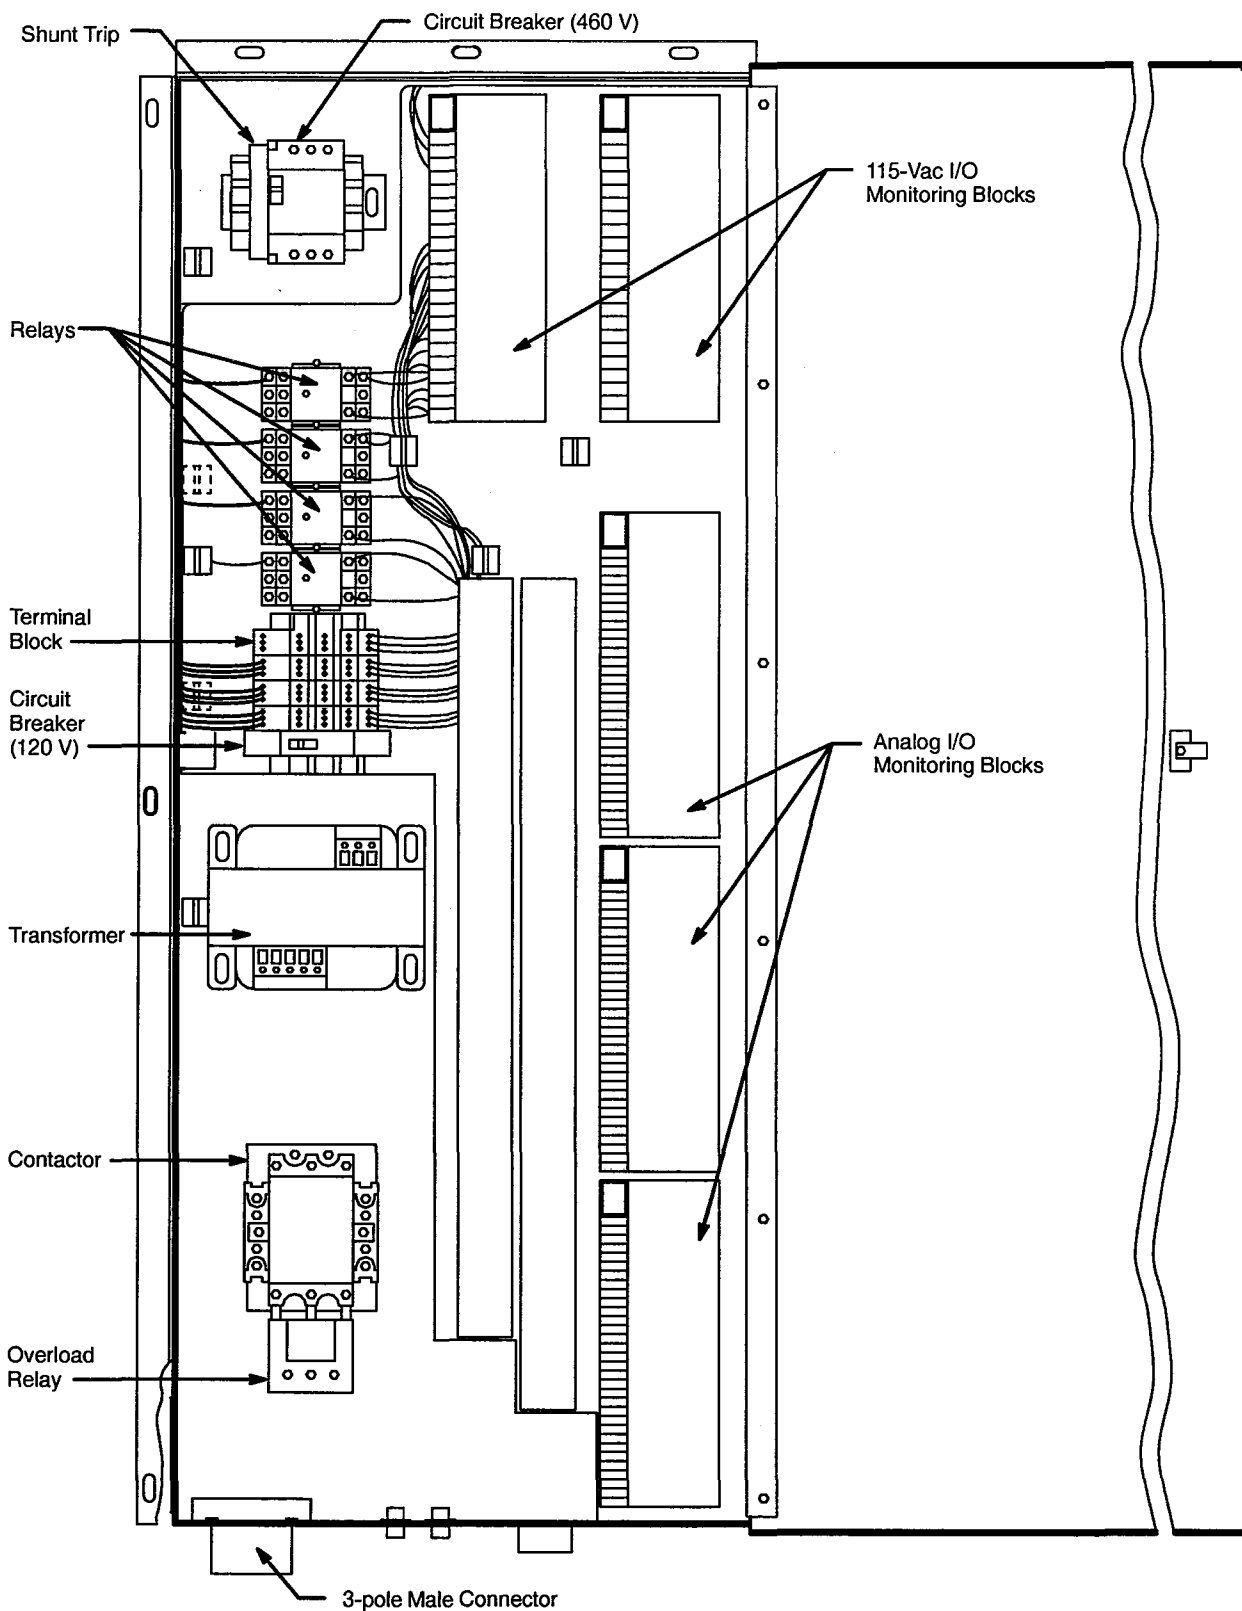 Circuit Breaker (460 V)
Shunt Trip
115-Vac I/O
Monitoring Blocks
Relays
Terminal
Block
Circuit
Breaker
(120 V)
Analog I/O
Monitoring Blocks
Transformer
Contactor
Overload
Relay
3-pole Male Connector